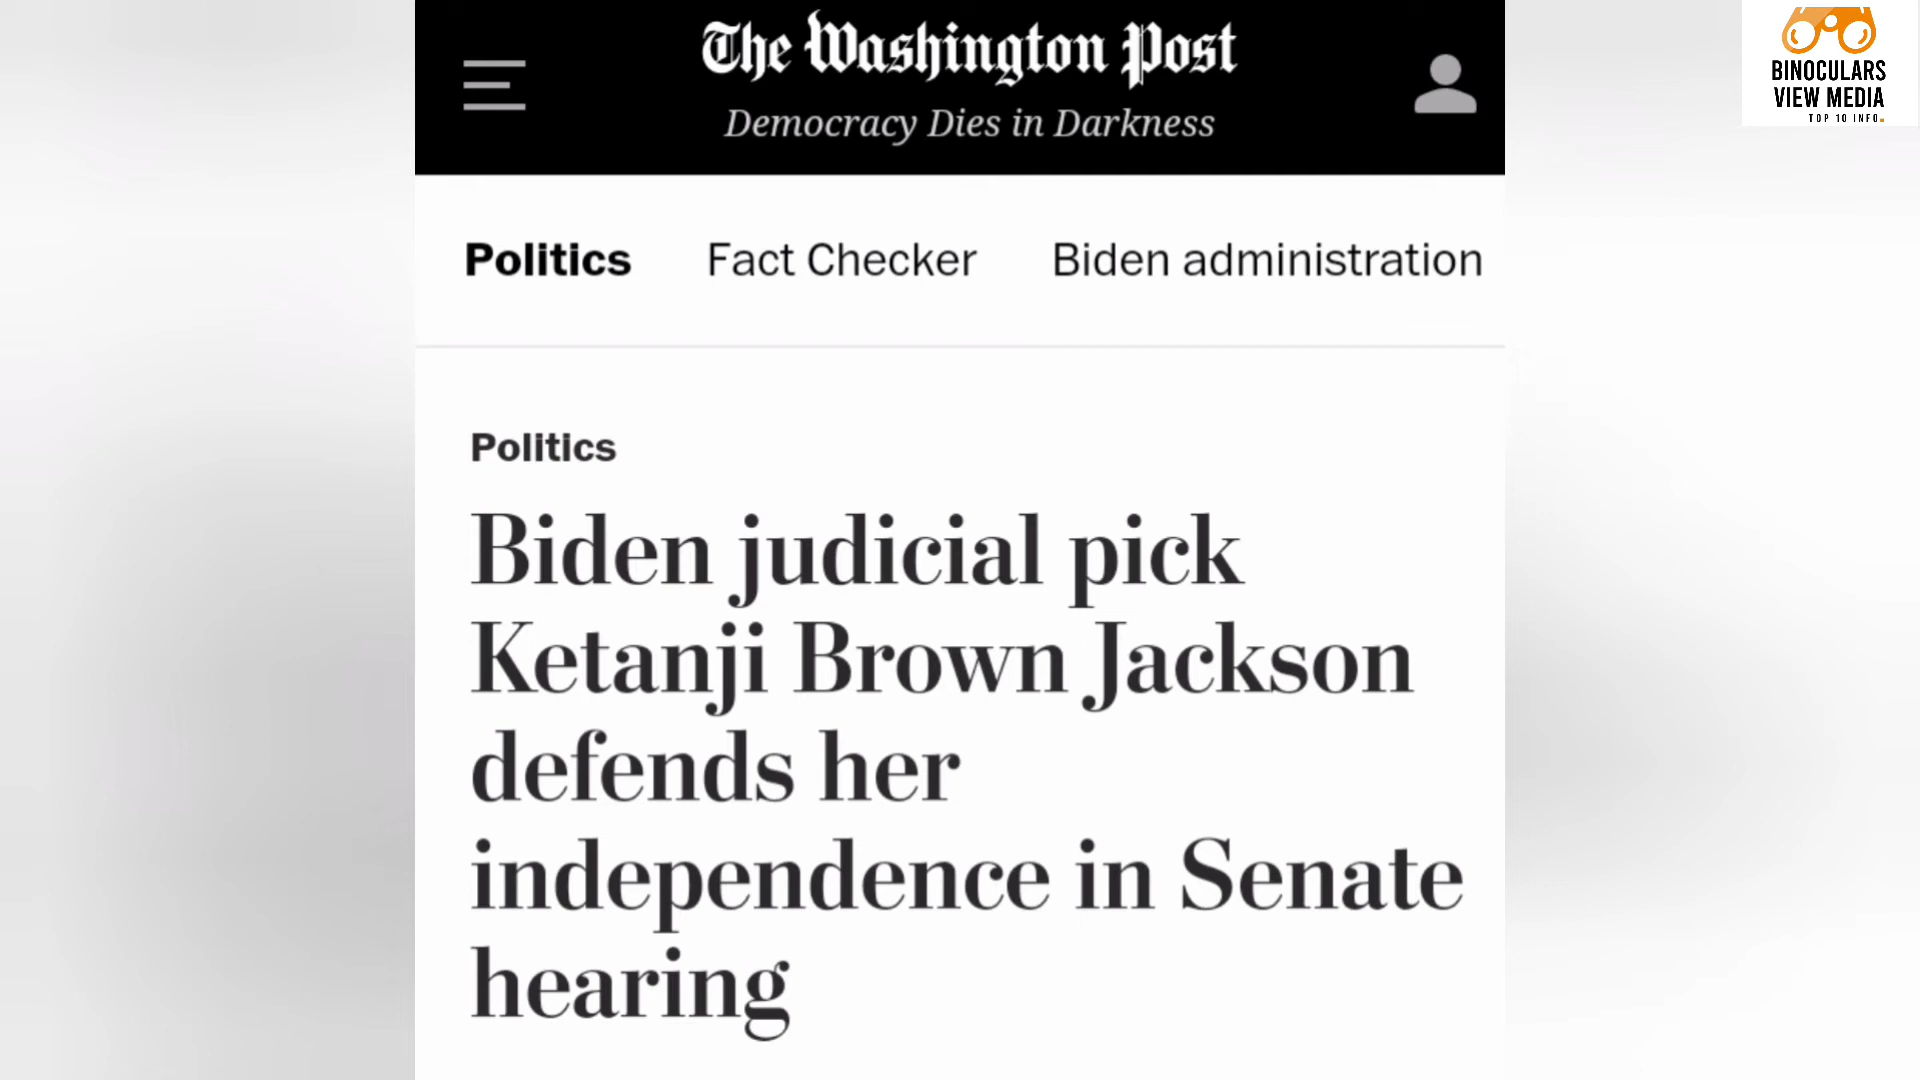 The Washington Post
Democracy Dies in Darkness
BINOCULARS
VIEW MEDIA
TOP 10 INFO.
Politics Fact Checker Biden administration
Politics
Biden judicial pick
Ketanji Brown Jackson
defends her
independence in Senate
hearing